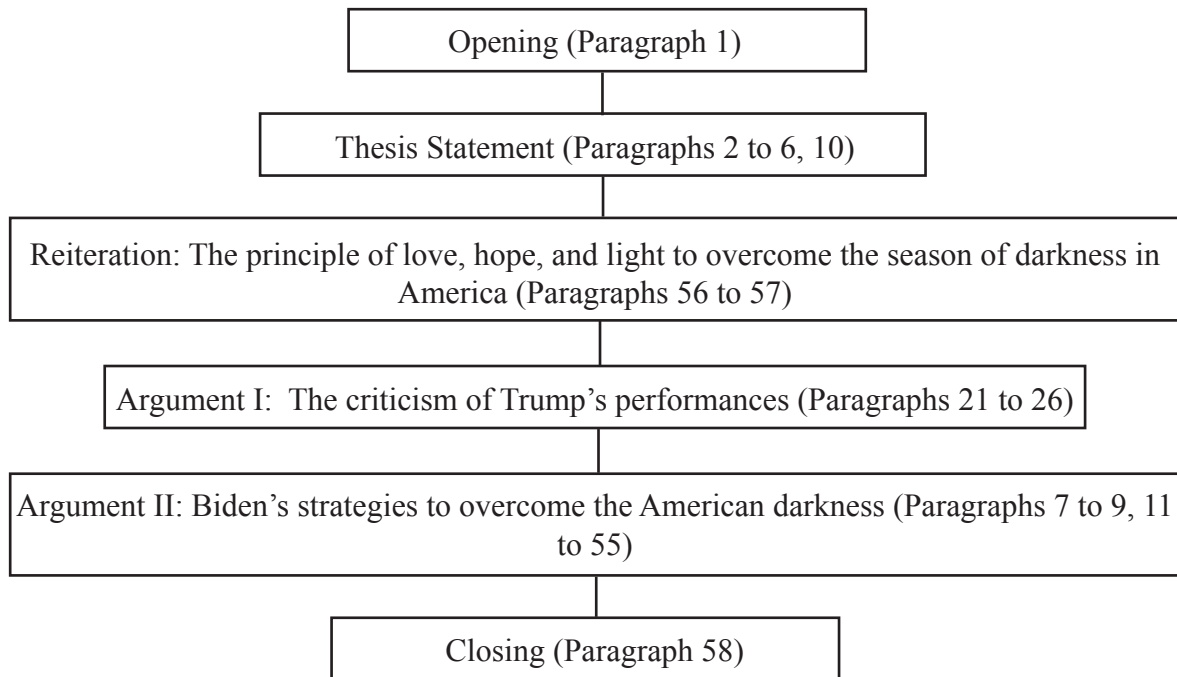 Opening (Paragraph 1)
Thesis Statement (Paragraphs 2 to 6, 10)
Reiteration: The principle of love, hope, and light to overcome the season of darkness in
America (Paragraphs 56 to 57)
Argument I:  The criticism of Trump's performances (Paragraphs 21 to 26)
Argument II: Biden's strategies to overcome the American darkness (Paragraphs 7 to 9, 11
to 55)
Closing (Paragraph 58)